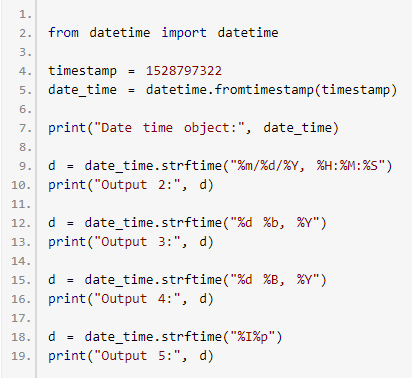 1.
2. from datetime import datetime
3.
4. timestamp = 1528797322
5. date_time = datetime.fromtimestamp(timestamp)
6.
7. print("Date time object:", date_time)
8.
9. d = date_time.strftime("%m/%d/%Y, %H:%M:%S")
10. print("Output 2:", d)
11.
12. d = date_time.strftime("%d %b, %Y")
13. print("Output 3:", d)
14.
15. d = date_time.strftime("%d %B, %Y")
16. print("Output 4:", d)
17.
18. d = date_time.strftime("%I%p")
19. print("Output 5:", d)